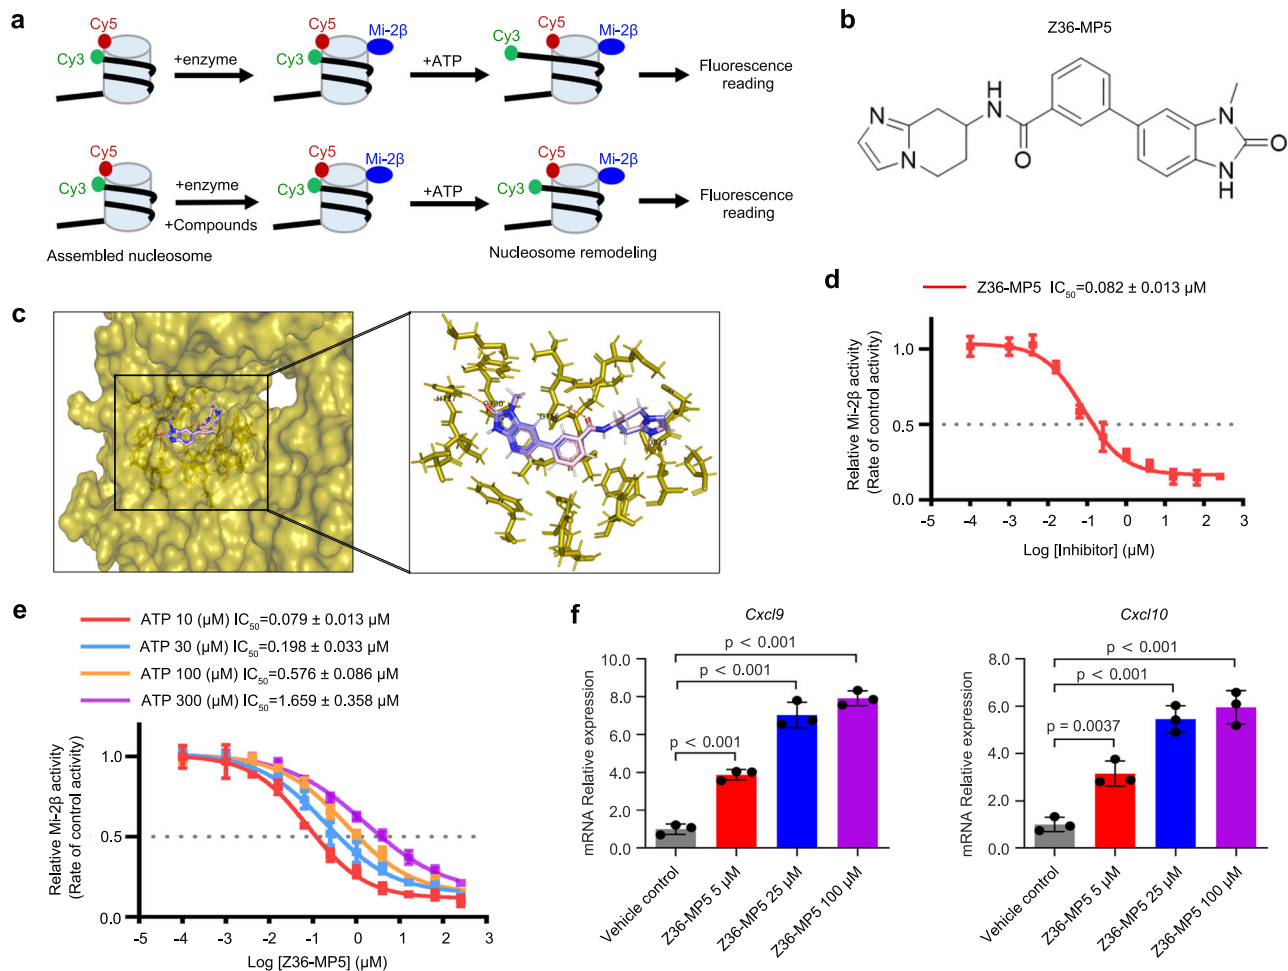 a
Cy5
Cy3
+enzyme
Cy5
Cy3
Mi-2β
+ATP
Cy3
Cy5
Mi-2β
Fluorescence
reading
Cy5
Cy3
+enzyme
+Compounds
Cy5
Cy3
Mi-2β
+ATP
Cy5
Cy3
Mi-2β
Fluorescence
reading
Assembled nucleosome
Nucleosome remodeling
b
Z36-MP5
N
N
H
N
O
N
N
H
O
c
H727
G756
d
Z36-MP5 IC50=0.082 ± 0.013 µM
Relative Mi-2β activity
(Rate of control activity)
1.0
0.5
0.0
-5 -4 -3 -2 -1 0 1 2 3
Log [Inhibitor] (µM)
e
ATP 10 (µM) IC50=0.079 ± 0.013 µM
ATP 30 (µM) IC50=0.198 ± 0.033 µM
ATP 100 (µM) IC50=0.576 ± 0.086 µM
ATP 300 (µM) IC50=1.659 ± 0.358 µM
Relative Mi-2β activity
(Rate of control activity)
1.0
0.5
0.0
-5 -4 -3 -2 -1 0 1 2 3
Log [Z36-MP5] (µM)
f
Cxcl9
p < 0.001
p < 0.001
p < 0.001
mRNA Relative expression
10.0
8.0
6.0
4.0
2.0
0.0
Vehicle control
Z36-MP5 5 µM
Z36-MP5 25 µM
Z36-MP5 100 µM
Cxcl10
p < 0.001
p < 0.001
p = 0.0037
mRNA Relative expression
8.0
6.0
4.0
2.0
0.0
Vehicle control
Z36-MP5 5 µM
Z36-MP5 25 µM
Z36-MP5 100 µM